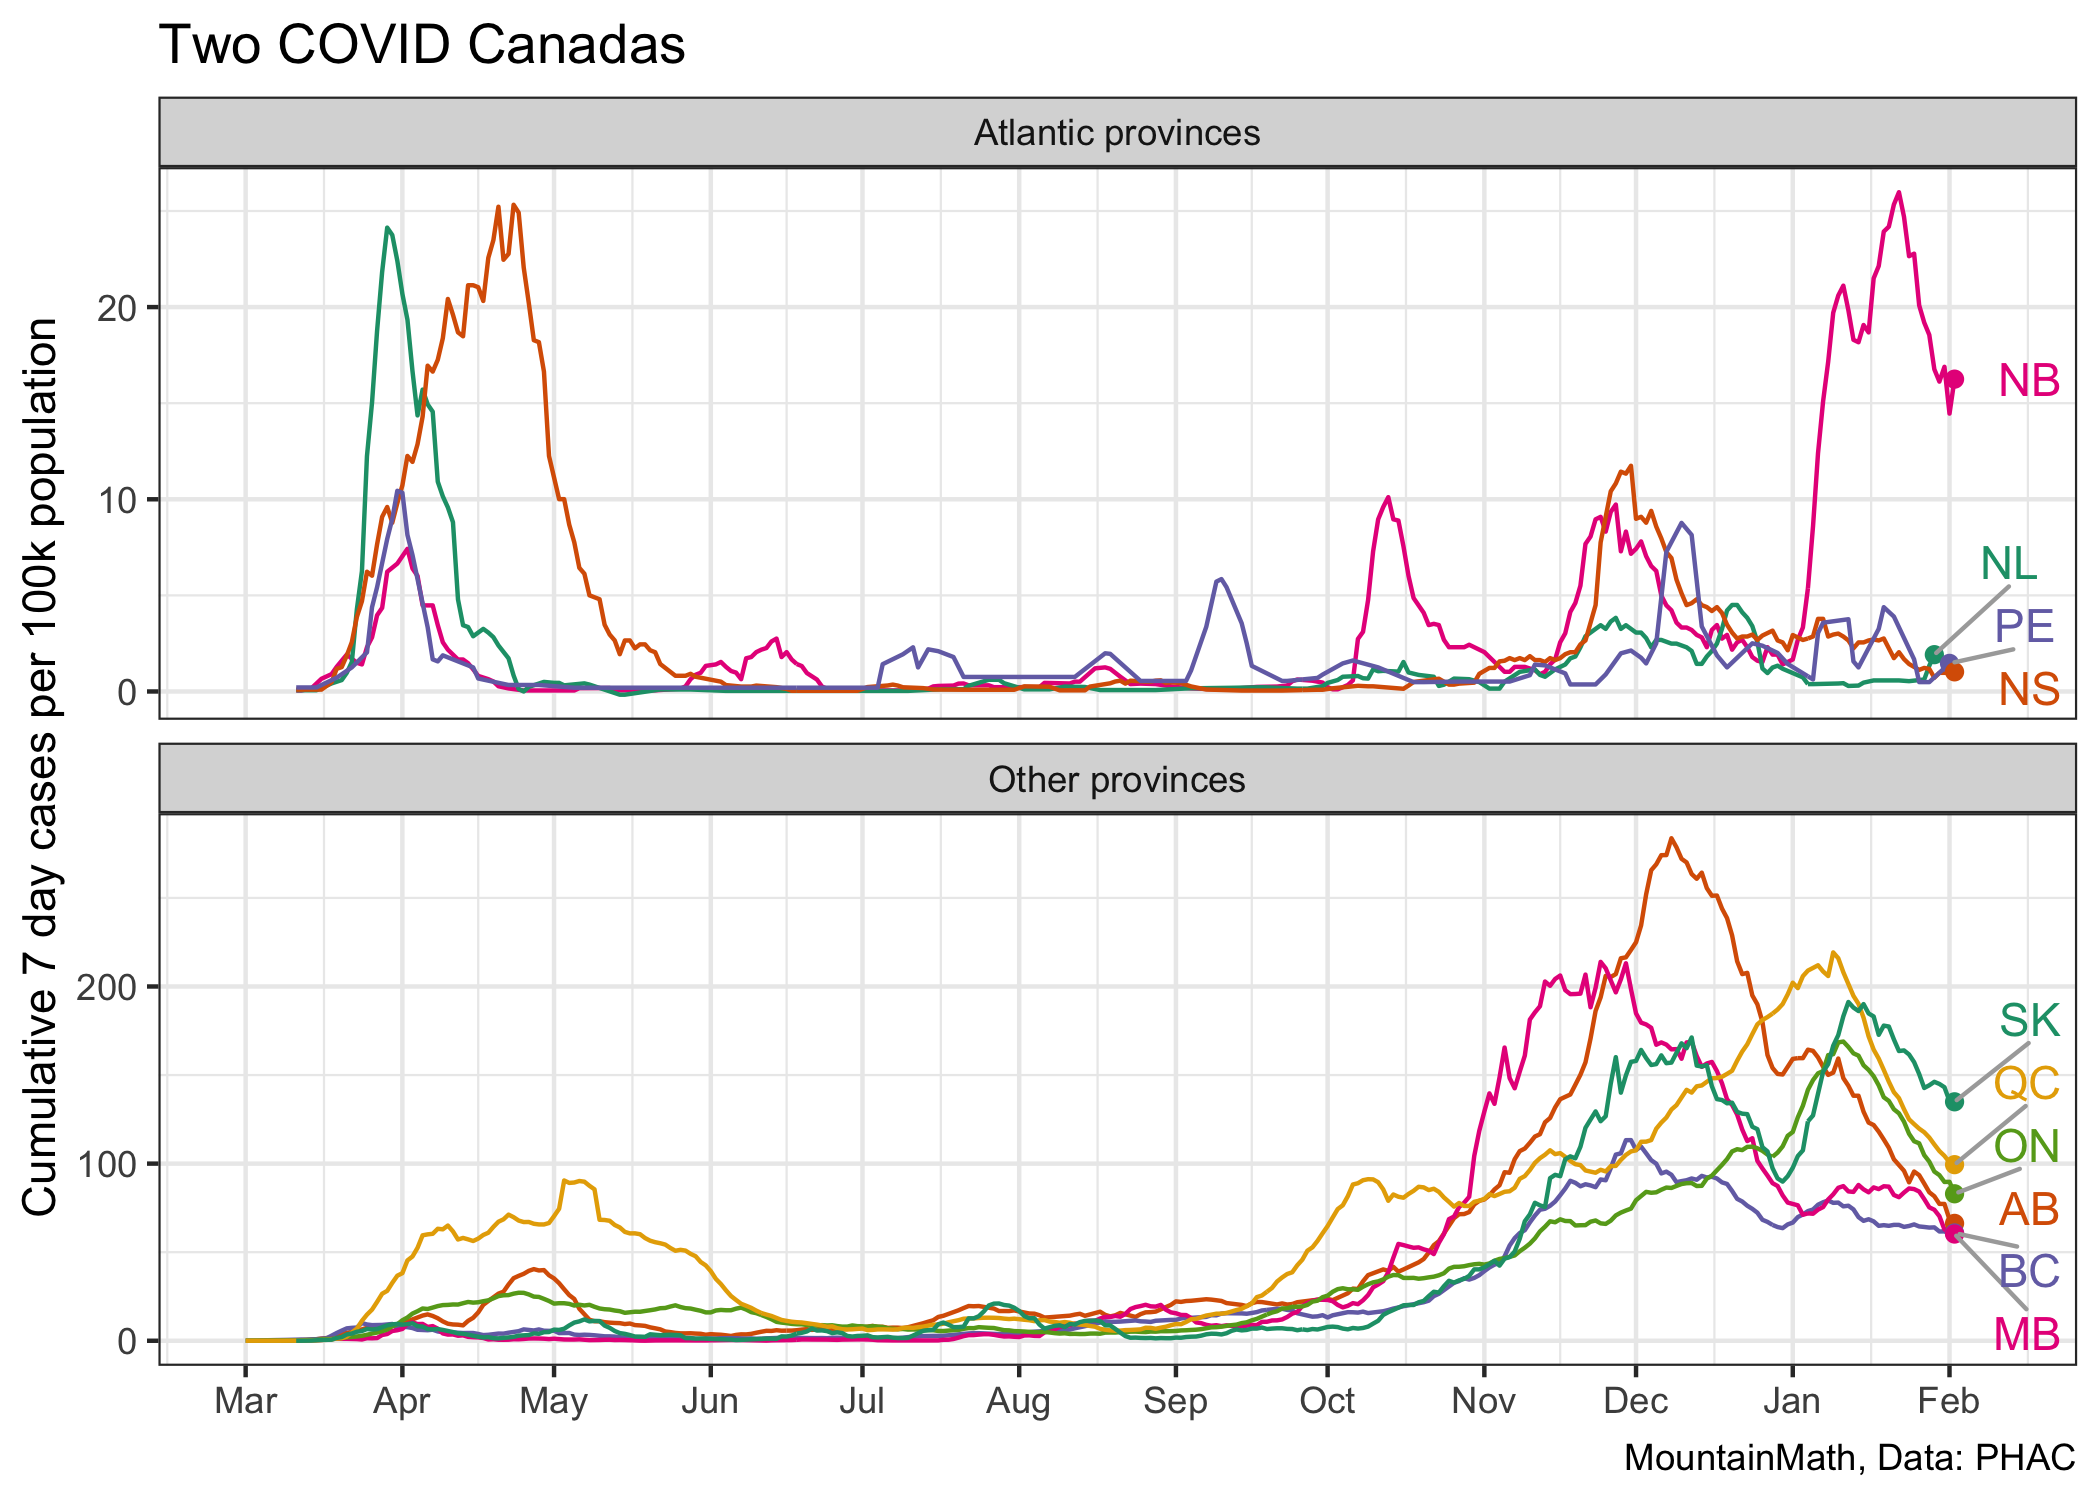 Two COVID Canadas
Atlantic provinces
Cumulative 7 day cases per 100k population
20
10
0
NB
NL
PE
NS
Other provinces
200
100
0
SK
QC
ON
AB
BC
MB
Mar Apr May Jun Jul Aug Sep Oct Nov Dec Jan Feb
MountainMath, Data: PHAC